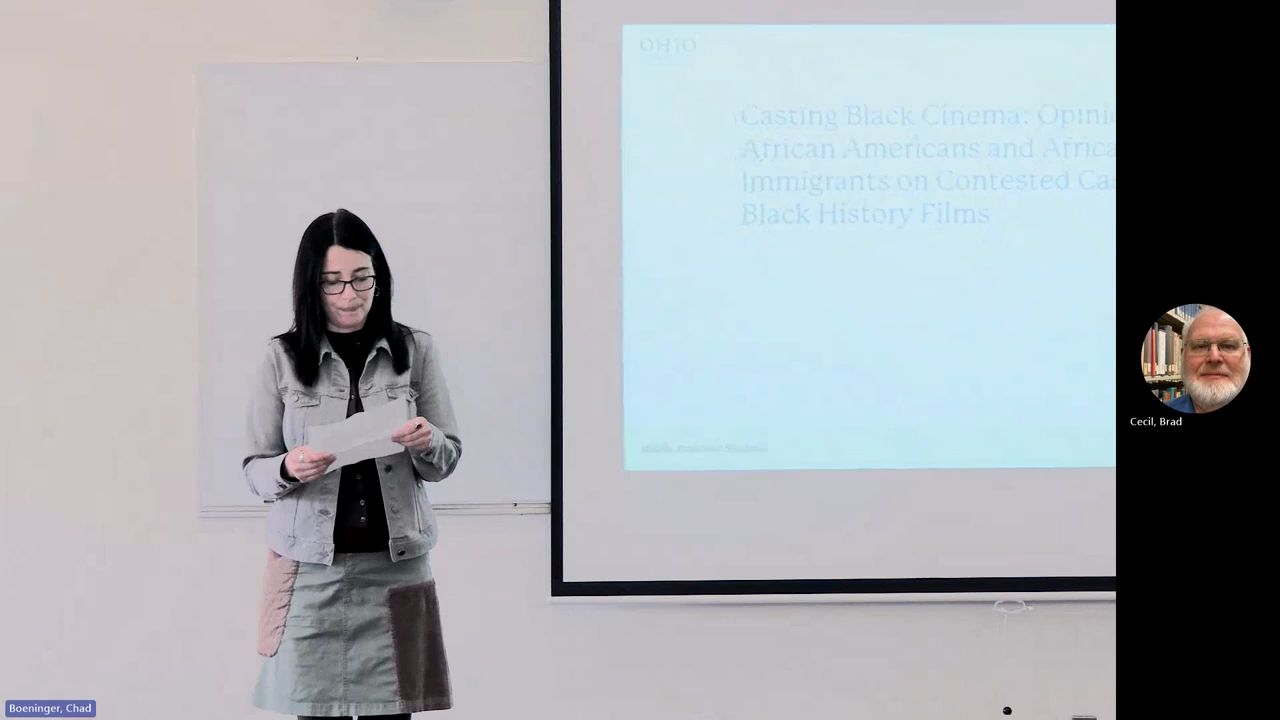 OHIO
Casting Black Cinema: Opini
African Americans and Africa
Immigrants on Contested Cas
Black History Films
Cecil, Brad
Boeninger, Chad